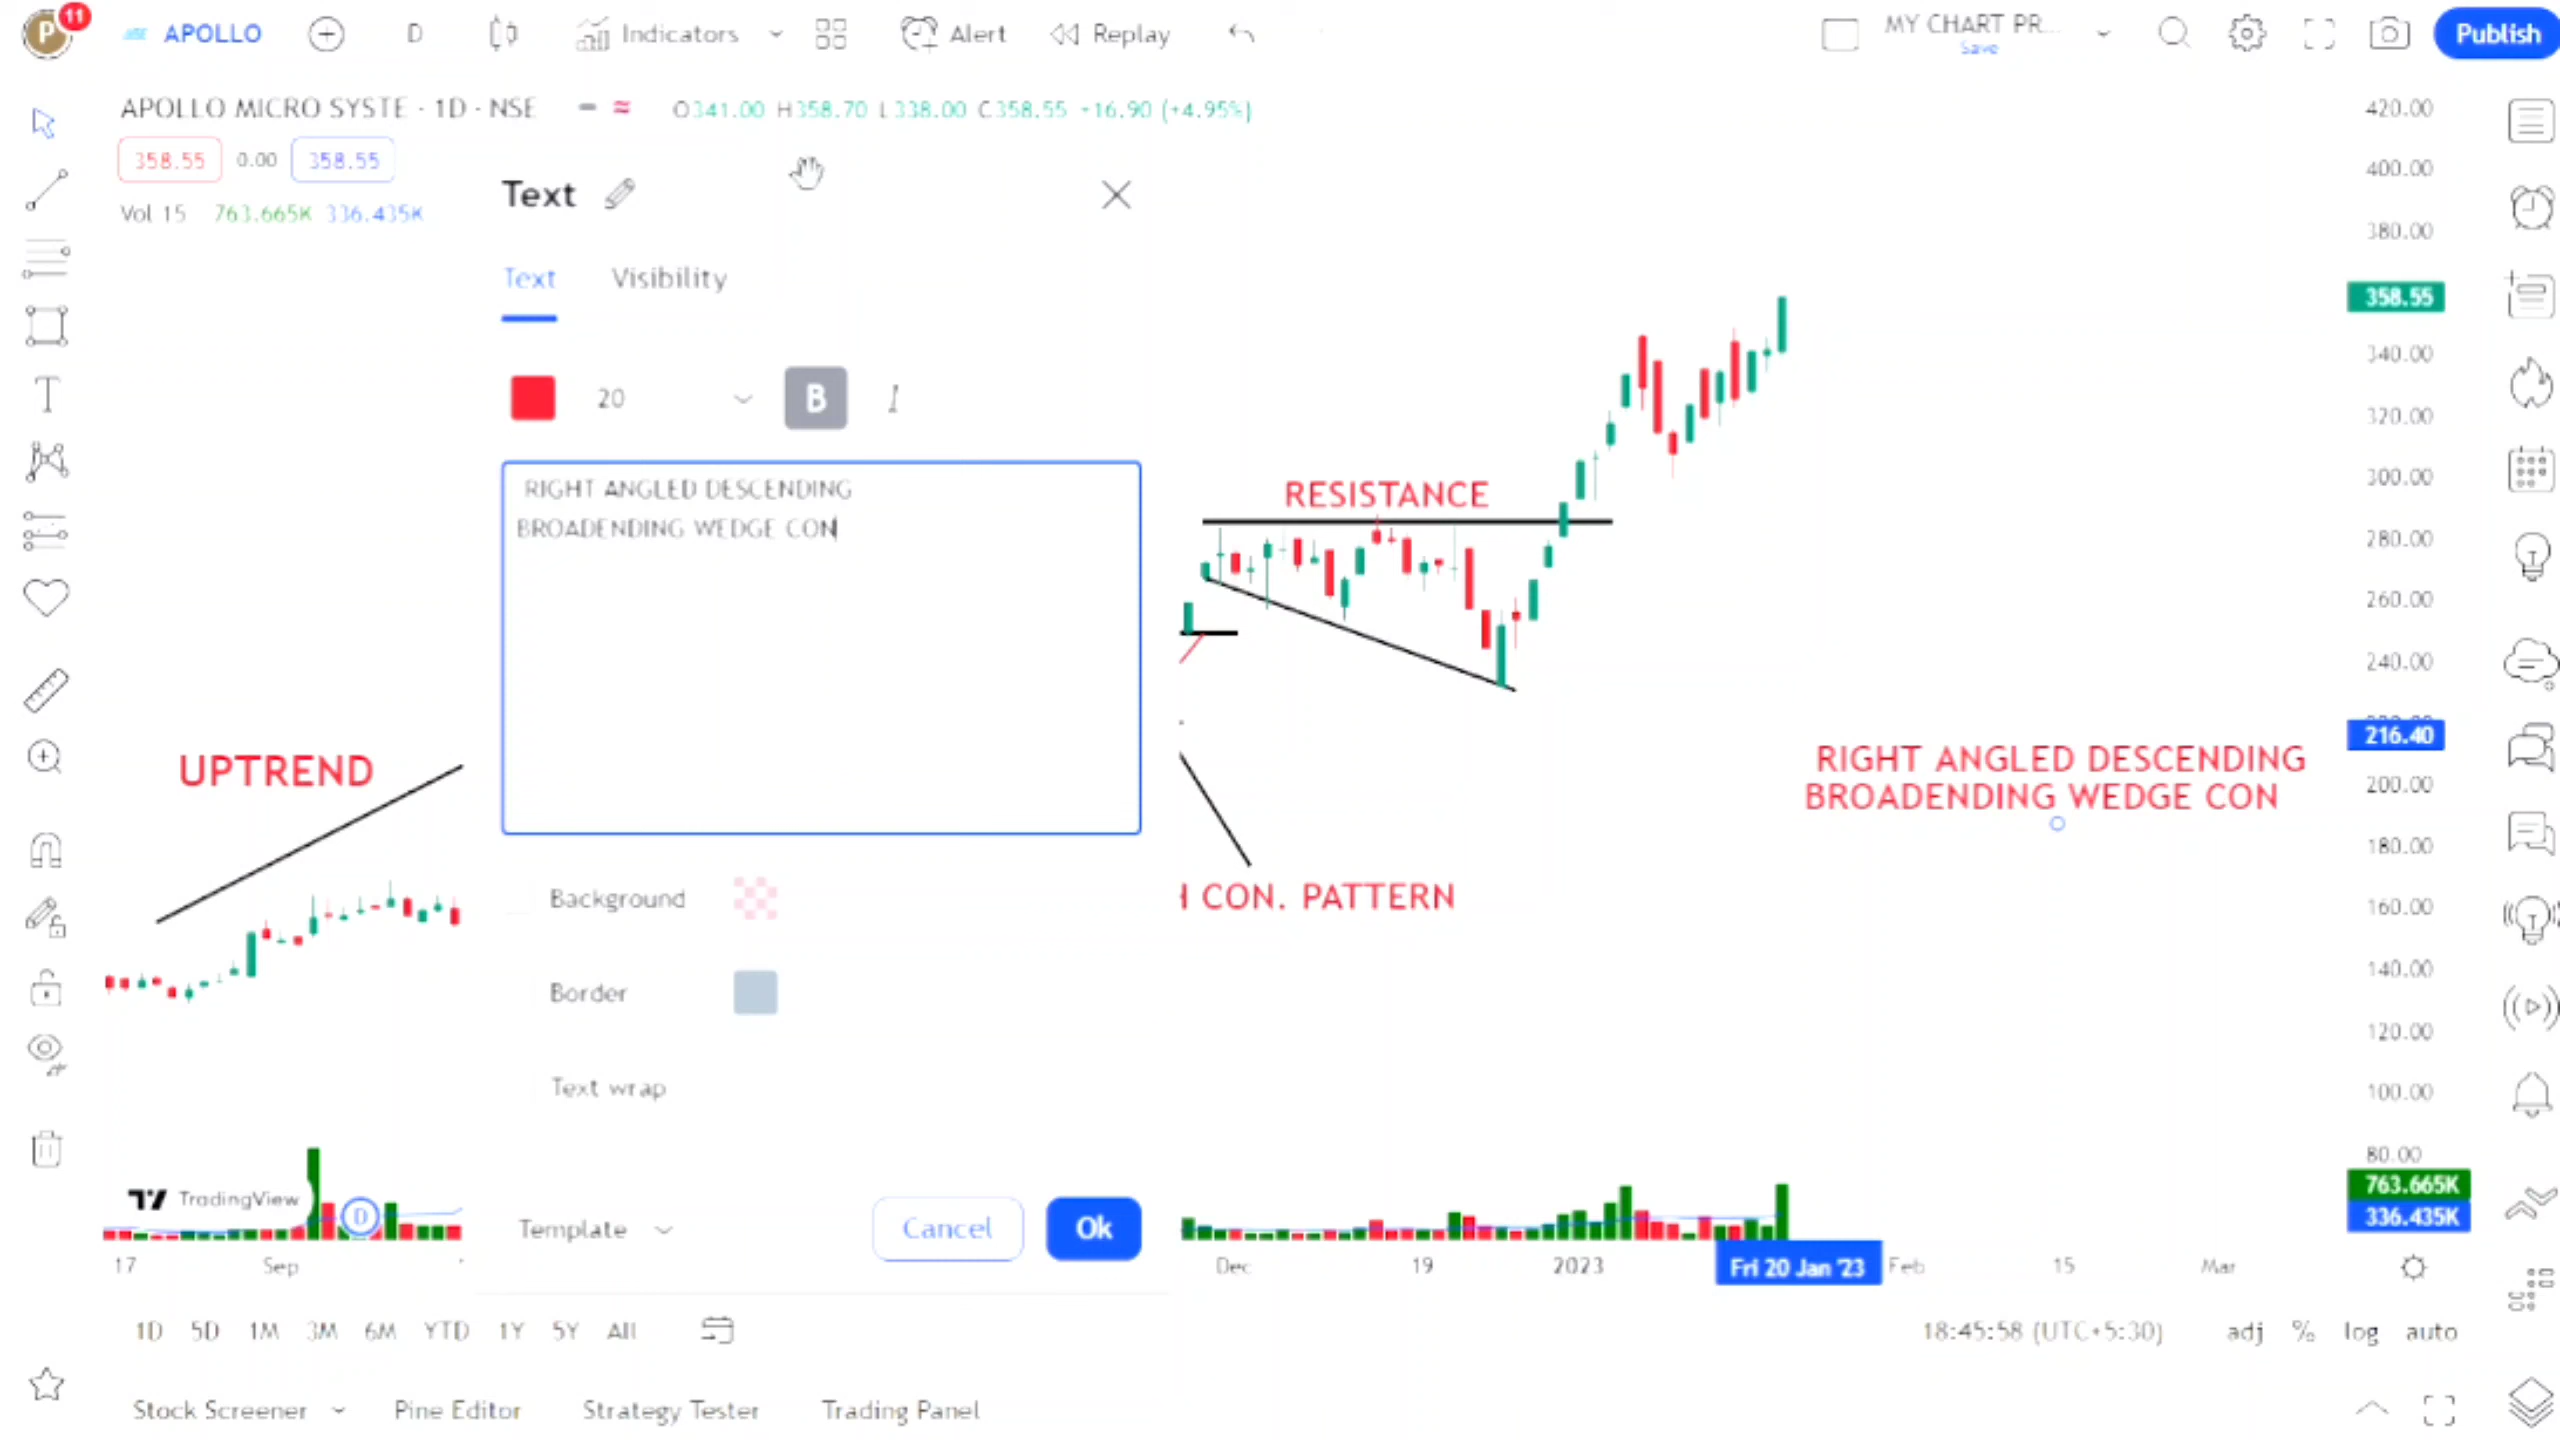 P 11 APOLLO D Indicators Alert Replay MY CHART PR... Save Publish
APOLLO MICRO SYSTE · 1D · NSE O341.00 H358.70 L338.00 C358.55 +16.90 (+4.95%)
358.55 0.00 358.55
Vol 15 763.665K 336.435K
Text
Text Visibility
20 B I
RIGHT ANGLED DESCENDING
BROADENDING WEDGE CON
Background
Border
Text wrap
Template Cancel Ok
UPTREND
RESISTANCE
CON. PATTERN
RIGHT ANGLED DESCENDING
BROADENDING WEDGE CON
420.00
400.00
380.00
358.55
340.00
320.00
300.00
280.00
260.00
240.00
216.40
200.00
180.00
160.00
140.00
120.00
100.00
80.00
763.665K
336.435K
TradingView
D
17 Sep Dec 19 2023 Fri 20 Jan '23 Feb 15 Mar
1D 5D 1M 3M 6M YTD 1Y 5Y All 18:45:58 (UTC+5:30) adj % log auto
Stock Screener Pine Editor Strategy Tester Trading Panel